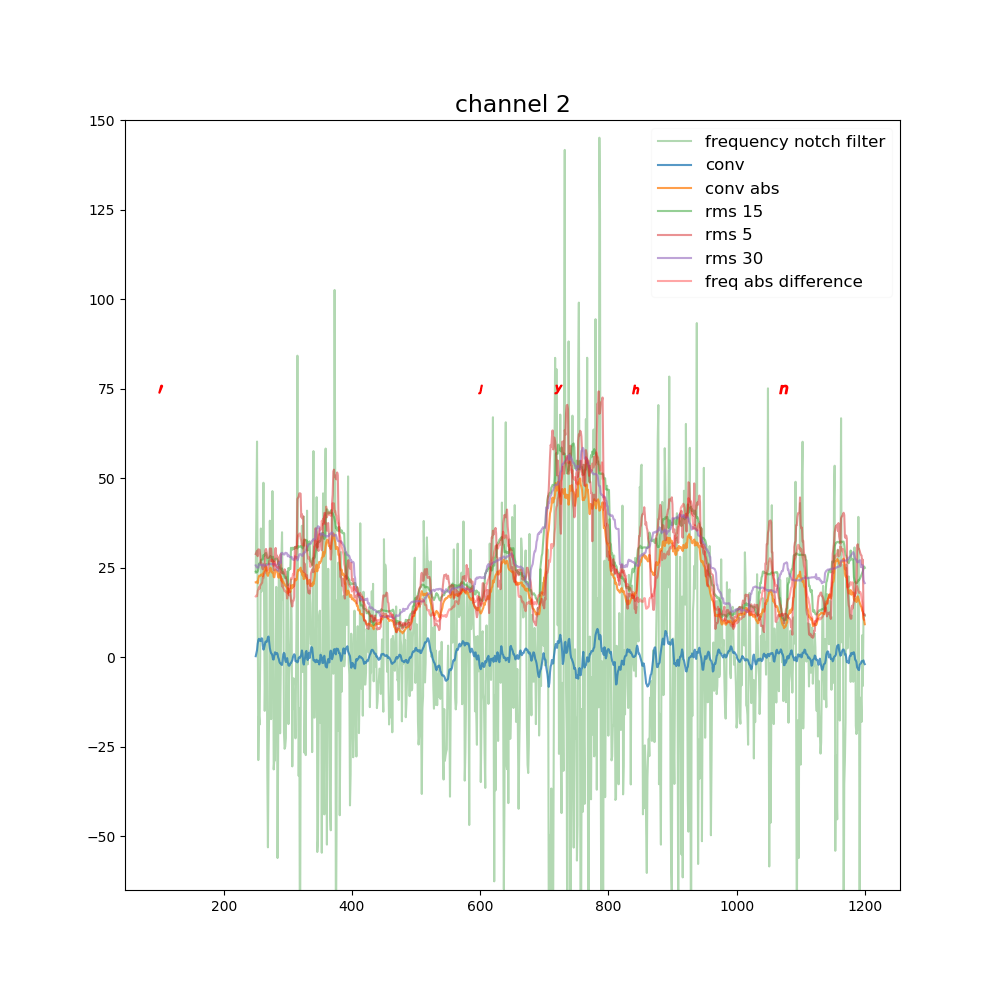 channel 2
150
frequency notch filter
conv
conv abs
rms 15
rms 5
rms 30
freq abs difference
125
100
75
j y h n
50
25
0
−25
−50
200 400 600 800 1000 1200